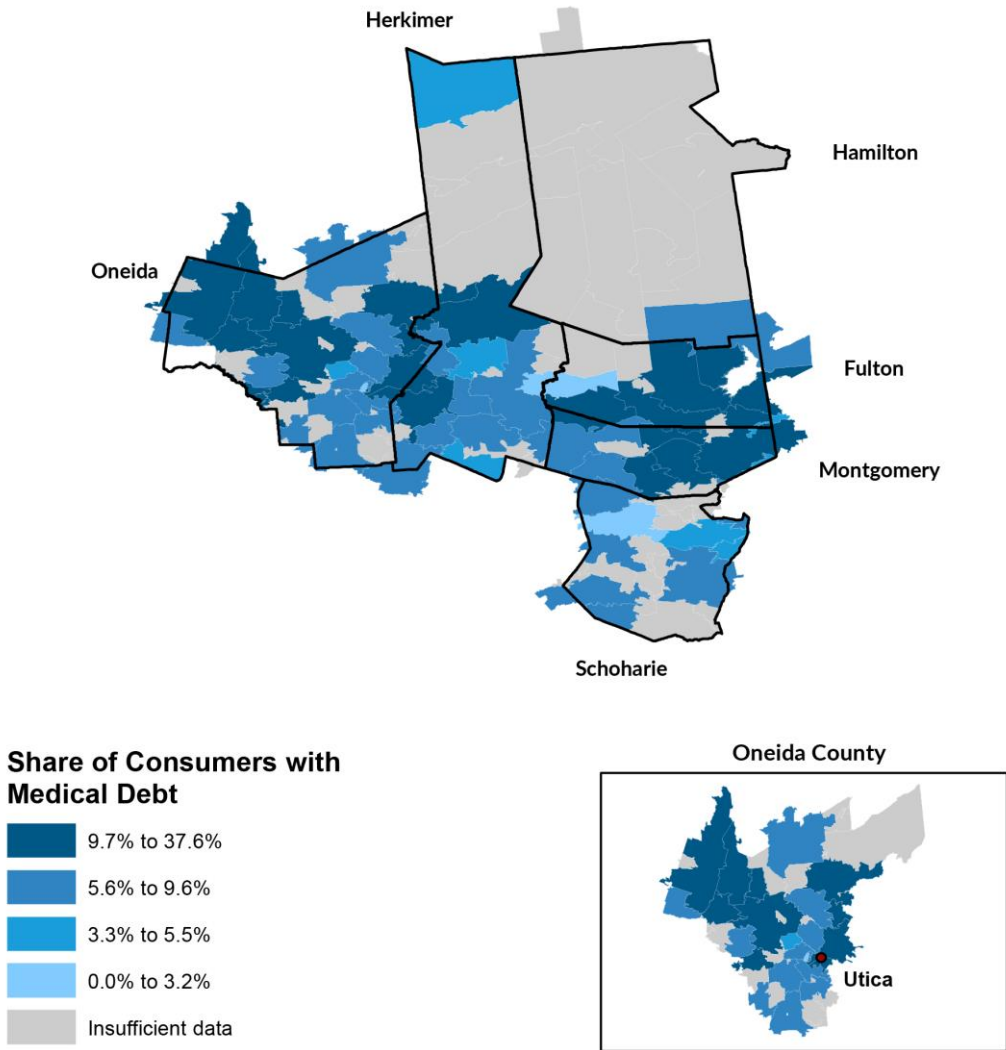 Herkimer
Hamilton
Oneida
Fulton
Montgomery
Schoharie
Share of Consumers with
Medical Debt
9.7% to 37.6%
5.6% to 9.6%
3.3% to 5.5%
0.0% to 3.2%
Insufficient data
Oneida County
Utica